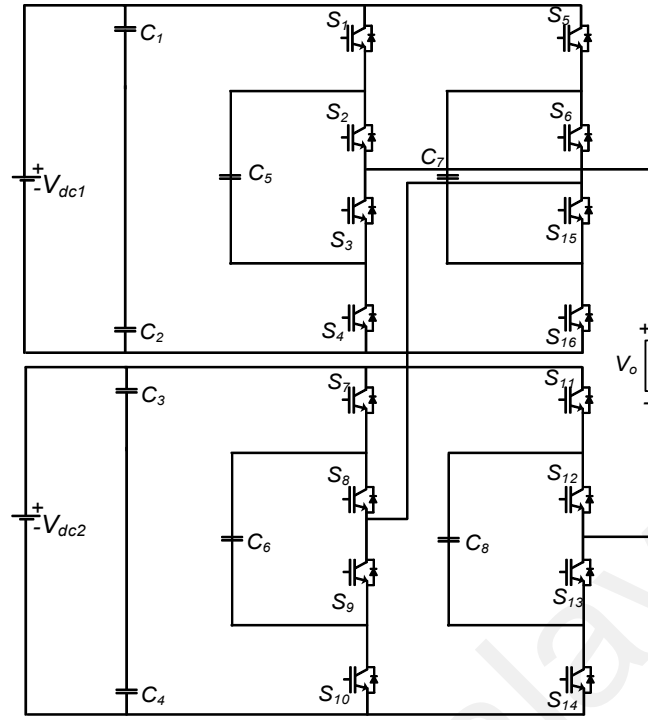 C1
S1
S5
S2
S6
C7
+
-
Vdc1
C5
S3
S15
C2
S4
S16
+
Vo
-
C3
S7
S11
S8
S12
+
-
Vdc2
C6
C8
S9
S13
C4
S10
S14